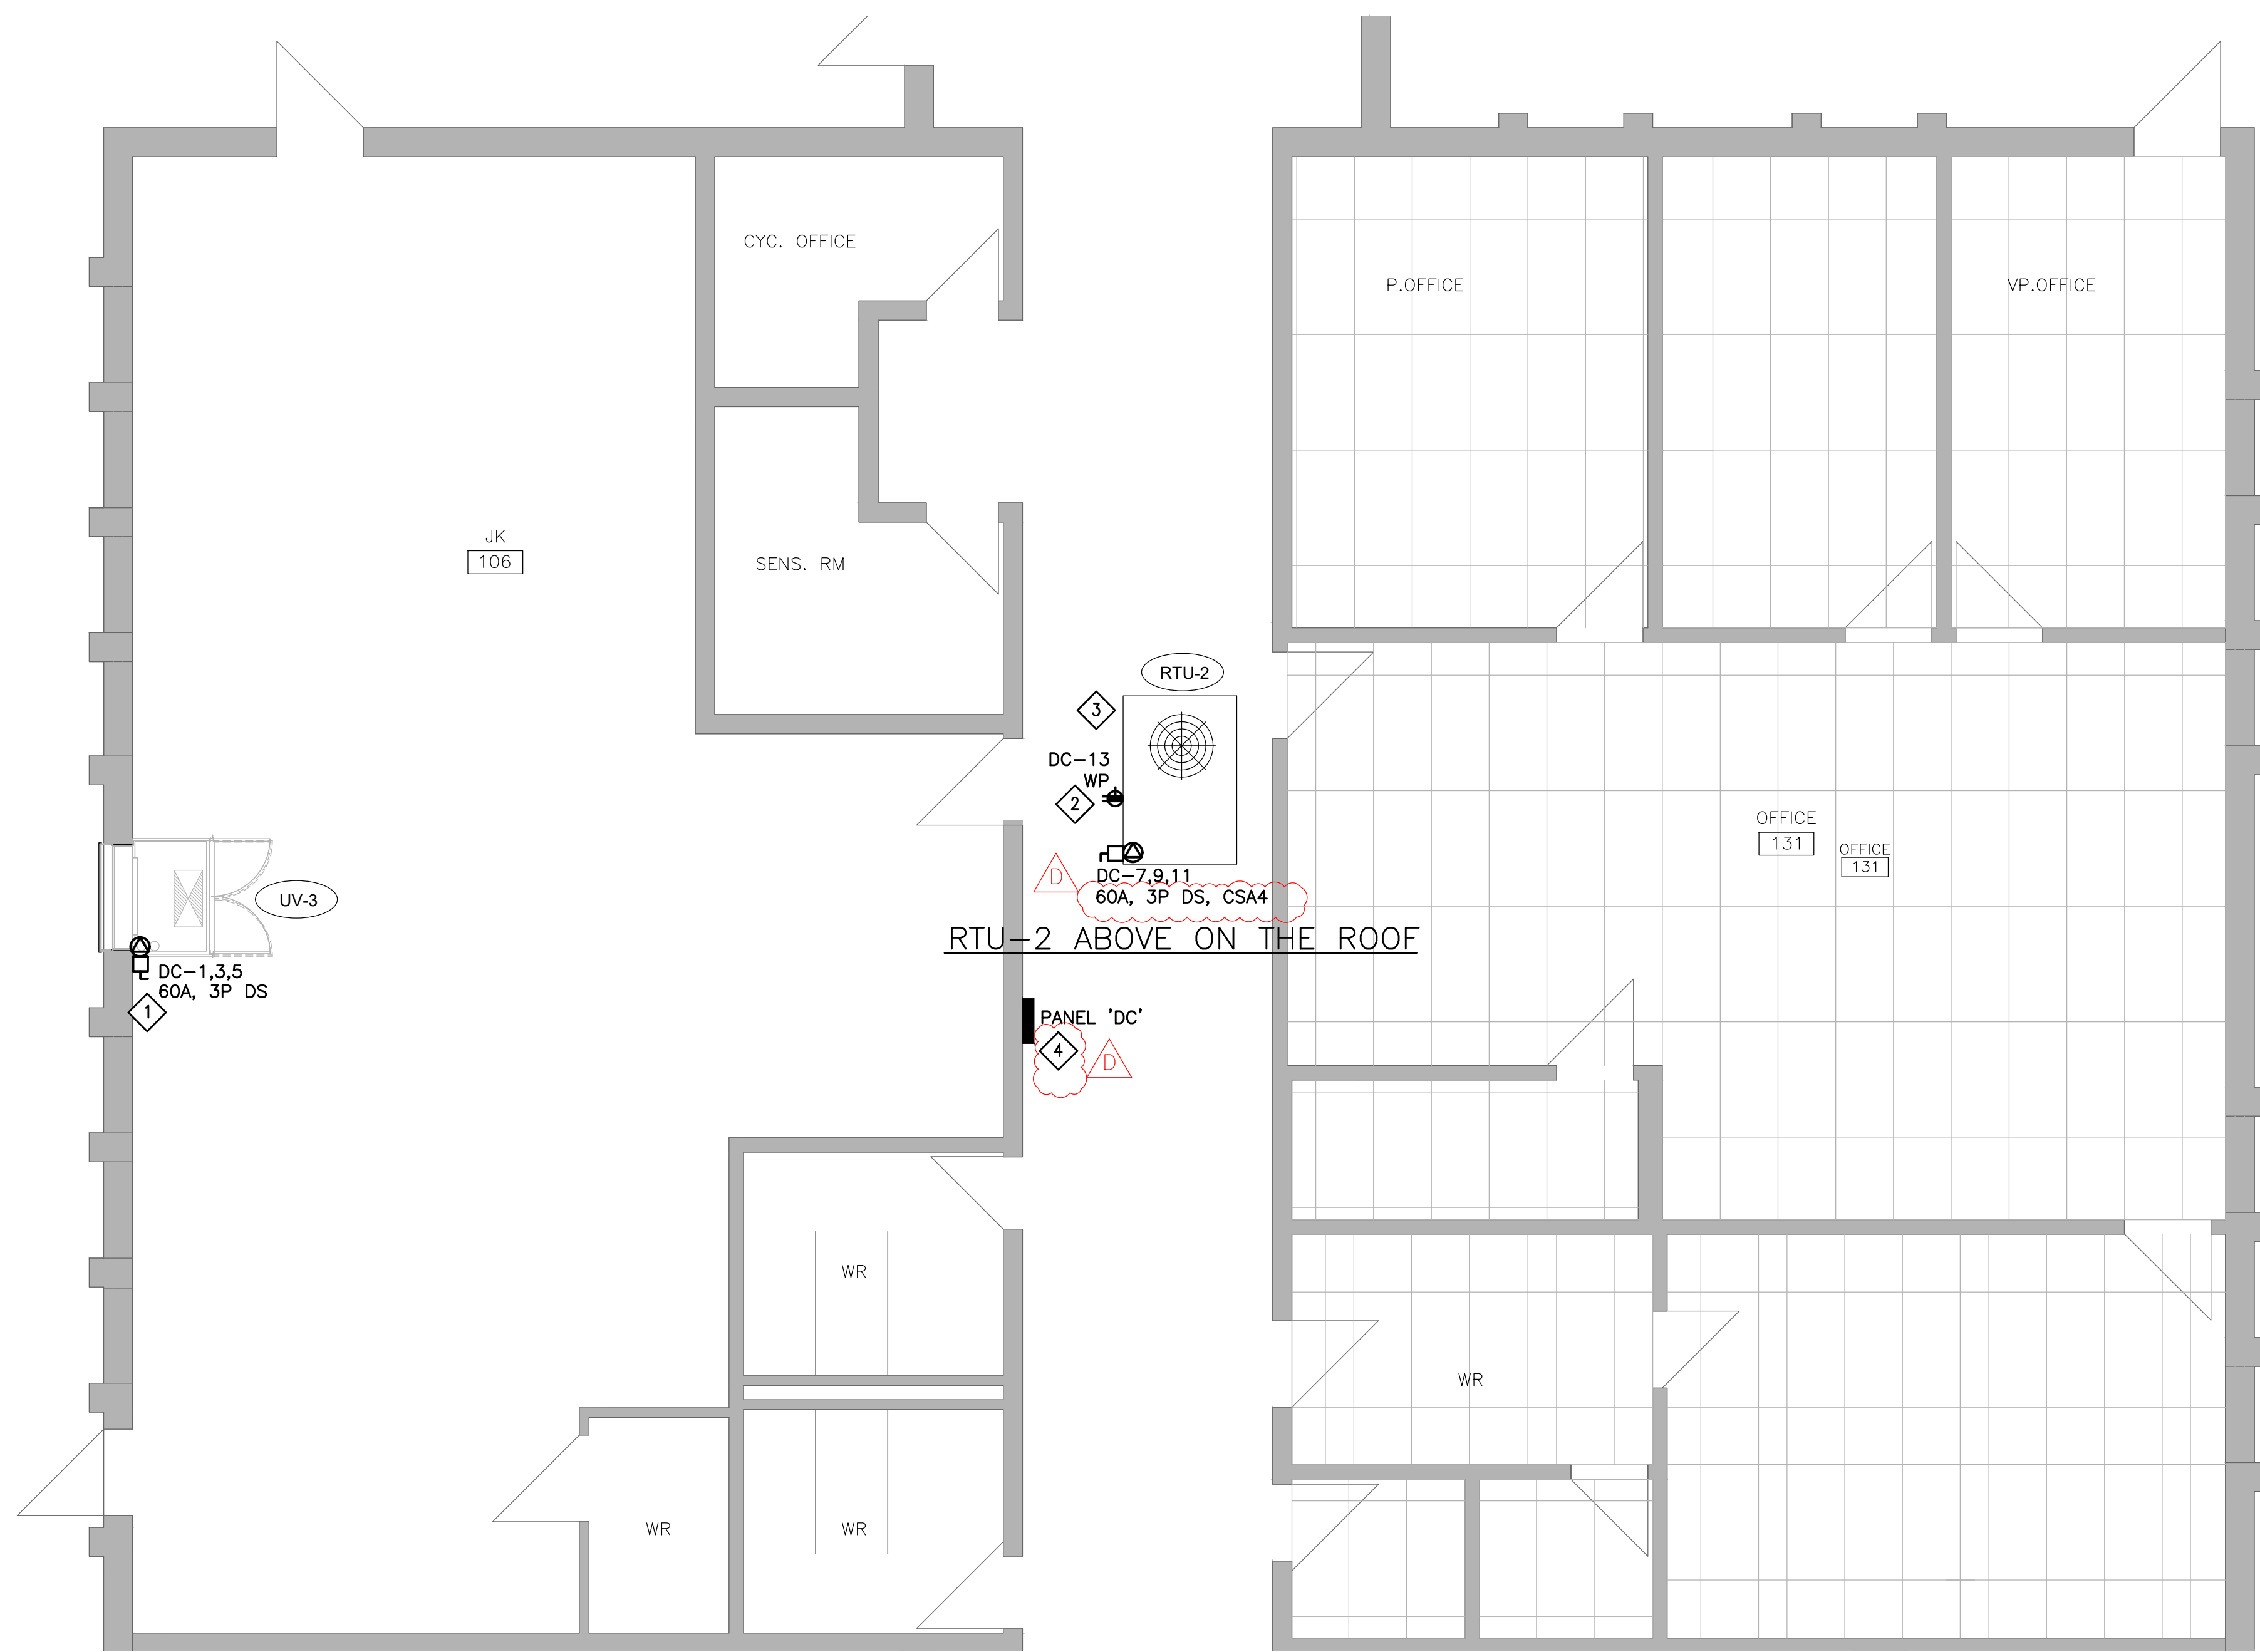 CYC. OFFICE
P.OFFICE
VP.OFFICE
JK
106
SENS. RM
RTU-2
3
DC-13
WP
2
OFFICE
131
OFFICE
131
D
DC-7,9,11
60A, 3P DS, CSA4
UV-3
RTU-2 ABOVE ON THE ROOF
DC-1,3,5
60A, 3P DS
1
PANEL 'DC'
4
D
WR
WR
WR
WR